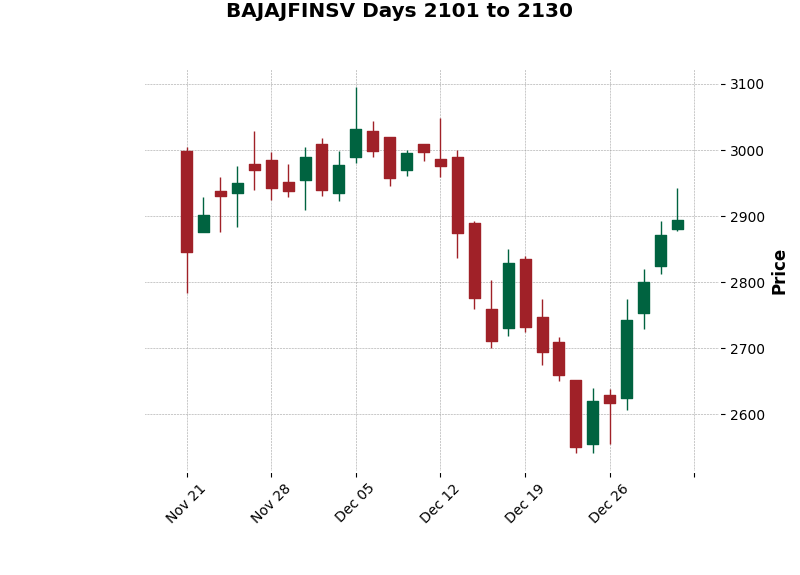 BAJAJFINSV Days 2101 to 2130
3100
3000
2900
2800
2700
2600
Price
Nov 21
Nov 28
Dec 05
Dec 12
Dec 19
Dec 26